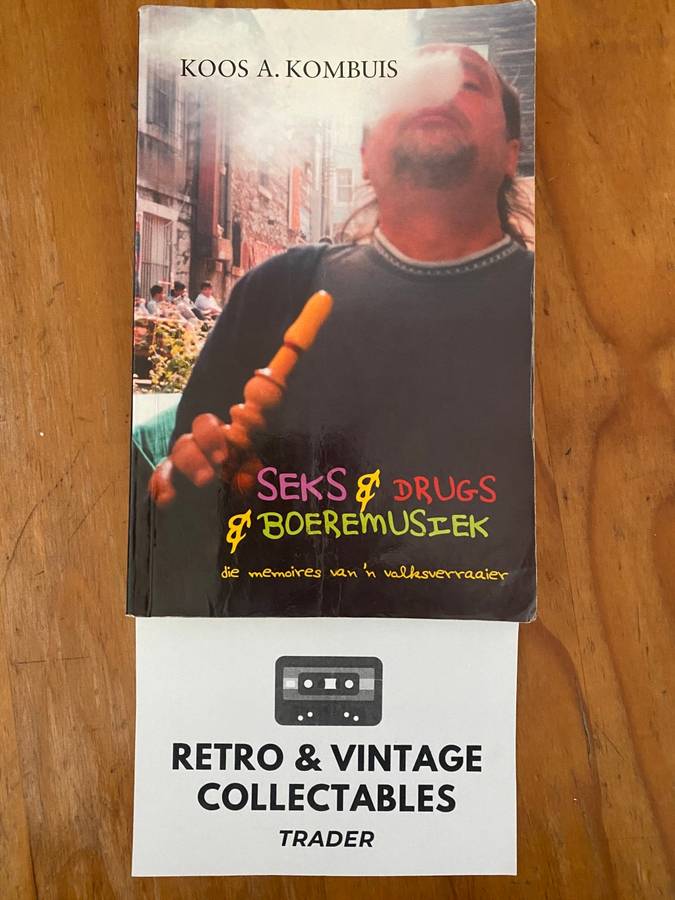 KOOS A. KOMBUIS
SEKS & DRUGS
& BOEREMUSIEK
die memoires van 'n volksverraaier
RETRO & VINTAGE
COLLECTABLES
TRADER